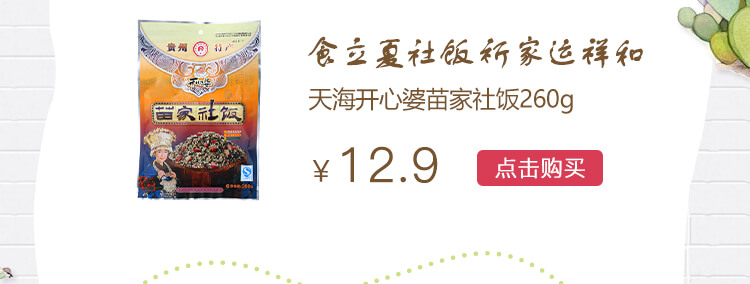 贵州 特产
苗家社饭
食立夏社饭祈家运祥和
天海开心婆苗家社饭260g
¥ 12.9
点击购买